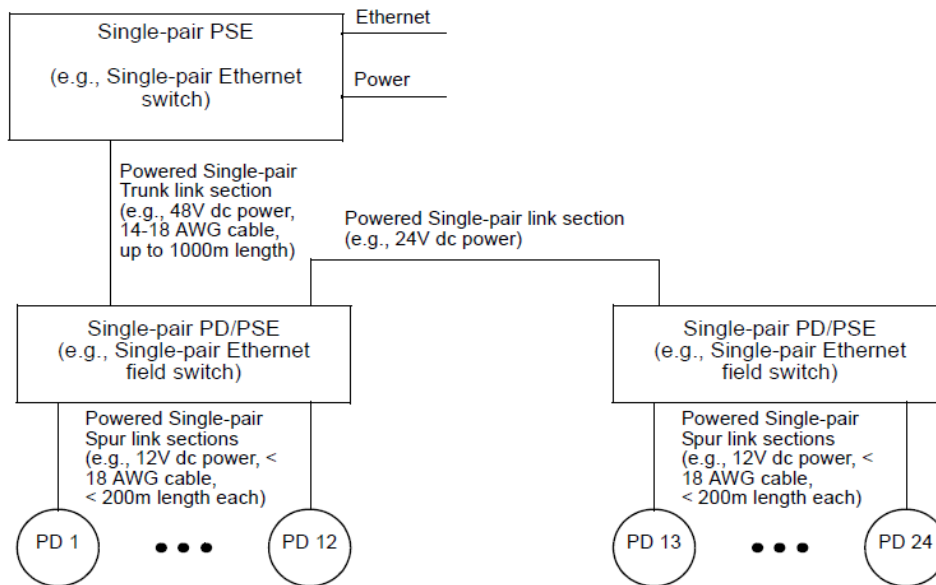 Single-pair PSE
(e.g., Single-pair Ethernet
switch)
Ethernet
Power
Powered Single-pair
Trunk link section
(e.g., 48V dc power,
14-18 AWG cable,
up to 1000m length)
Powered Single-pair link section
(e.g., 24V dc power)
Single-pair PD/PSE
(e.g., Single-pair Ethernet
field switch)
Single-pair PD/PSE
(e.g., Single-pair Ethernet
field switch)
Powered Single-pair
Spur link sections
(e.g., 12V dc power, <
18 AWG cable,
< 200m length each)
Powered Single-pair
Spur link sections
(e.g., 12V dc power, <
18 AWG cable,
< 200m length each)
PD 1
PD 12
PD 13
PD 24